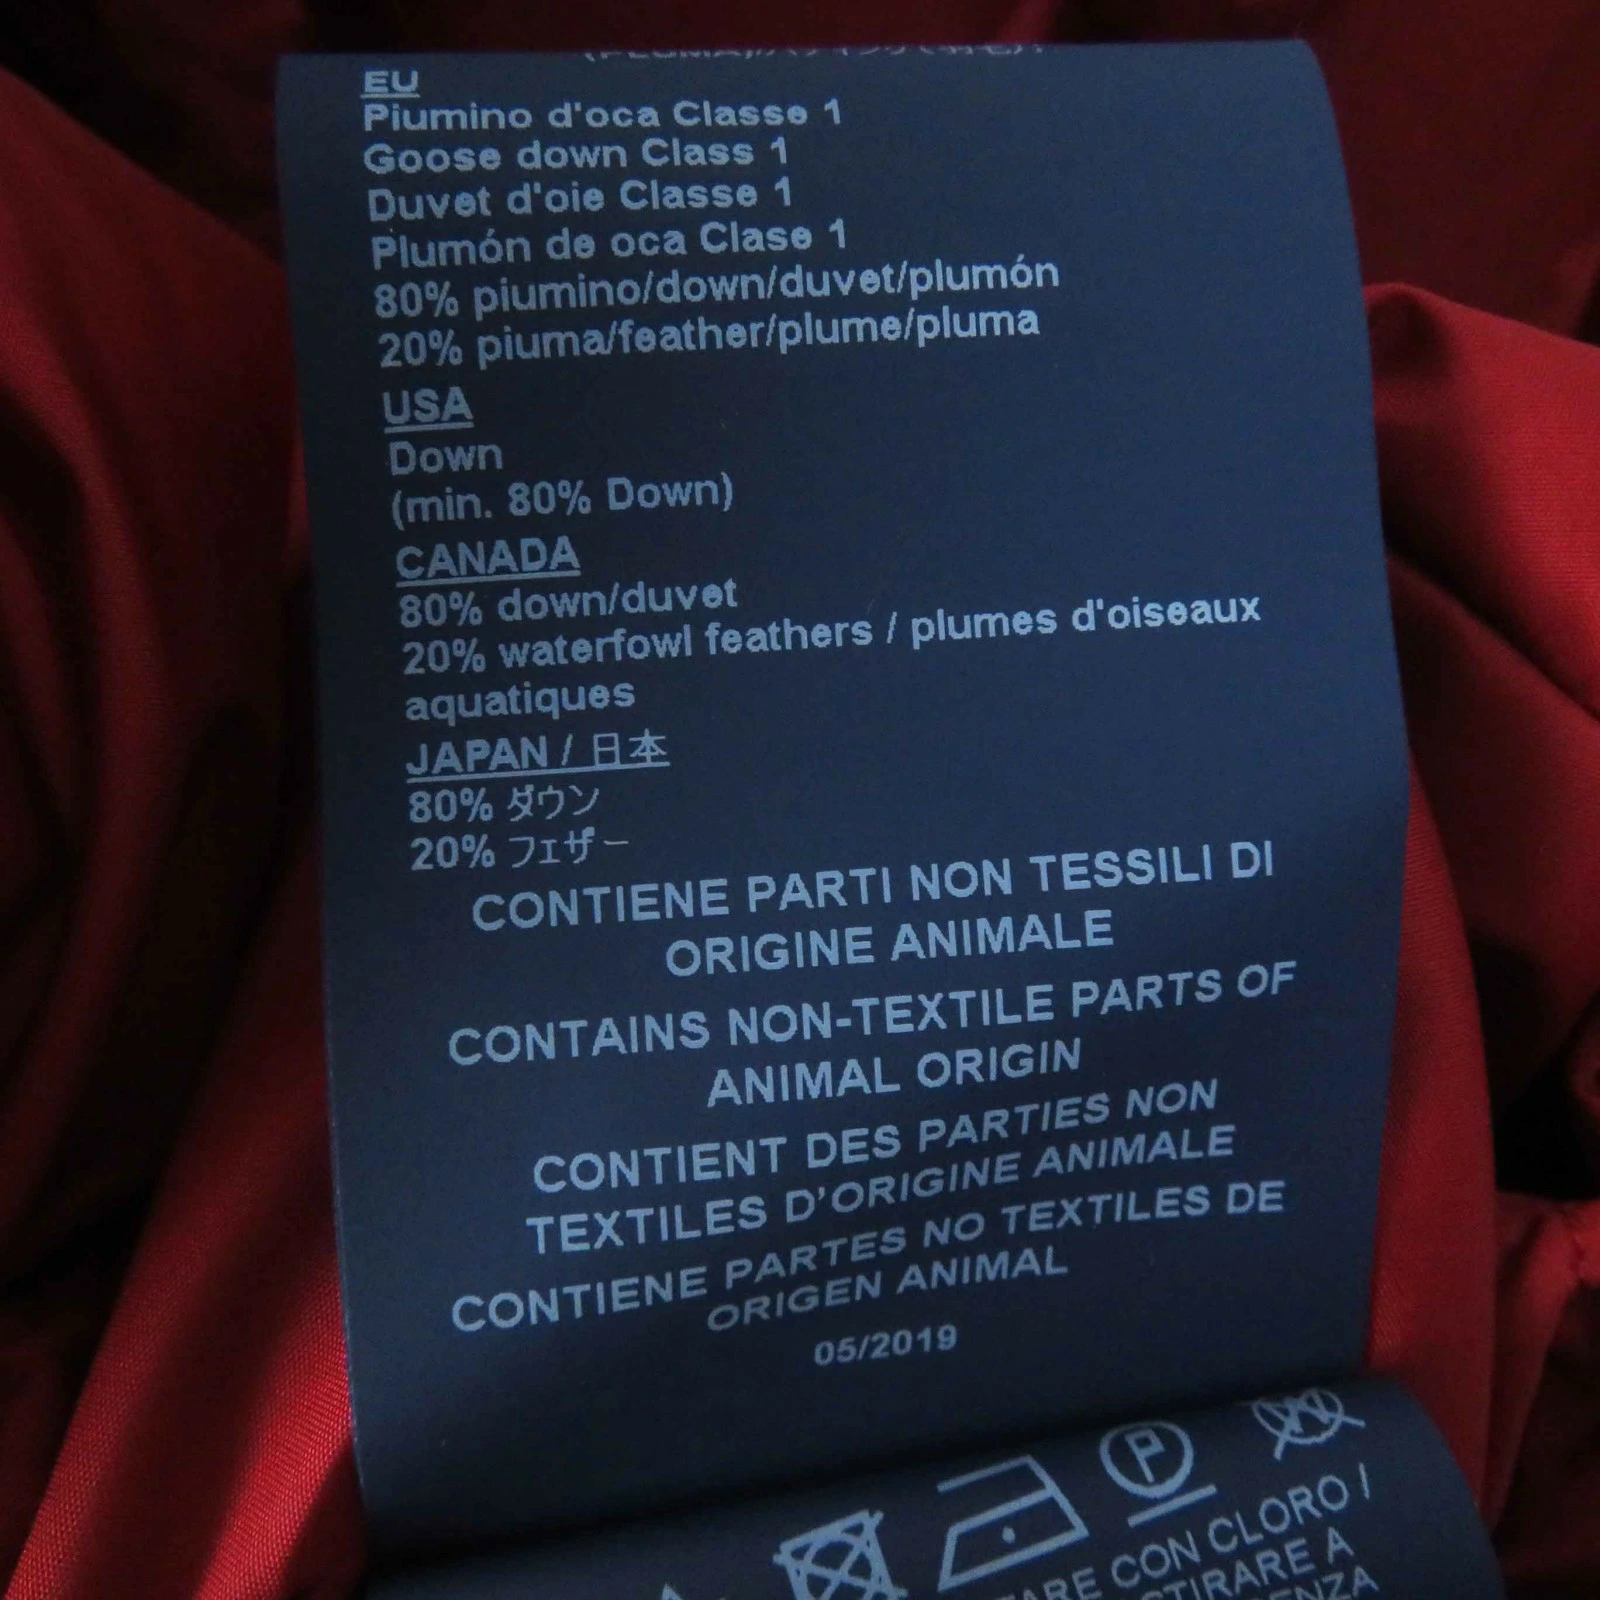 EU
Piumino d'oca Classe 1
Goose down Class 1
Duvet d'oie Classe 1
Plumón de oca Clase 1
80% piumino/down/duvet/plumón
20% piuma/feather/plume/pluma
USA
Down
(min. 80% Down)
CANADA
80% down/duvet
20% waterfowl feathers / plumes d'oiseaux
aquatiques
JAPAN / 日本
80% ダウン
20% フェザー
CONTIENE PARTI NON TESSILI DI
ORIGINE ANIMALE
CONTAINS NON-TEXTILE PARTS OF
ANIMAL ORIGIN
CONTIENT DES PARTIES NON
TEXTILES D'ORIGINE ANIMALE
CONTIENE PARTES NO TEXTILES DE
ORIGEN ANIMAL
05/2019
P
CON CLORO /
A